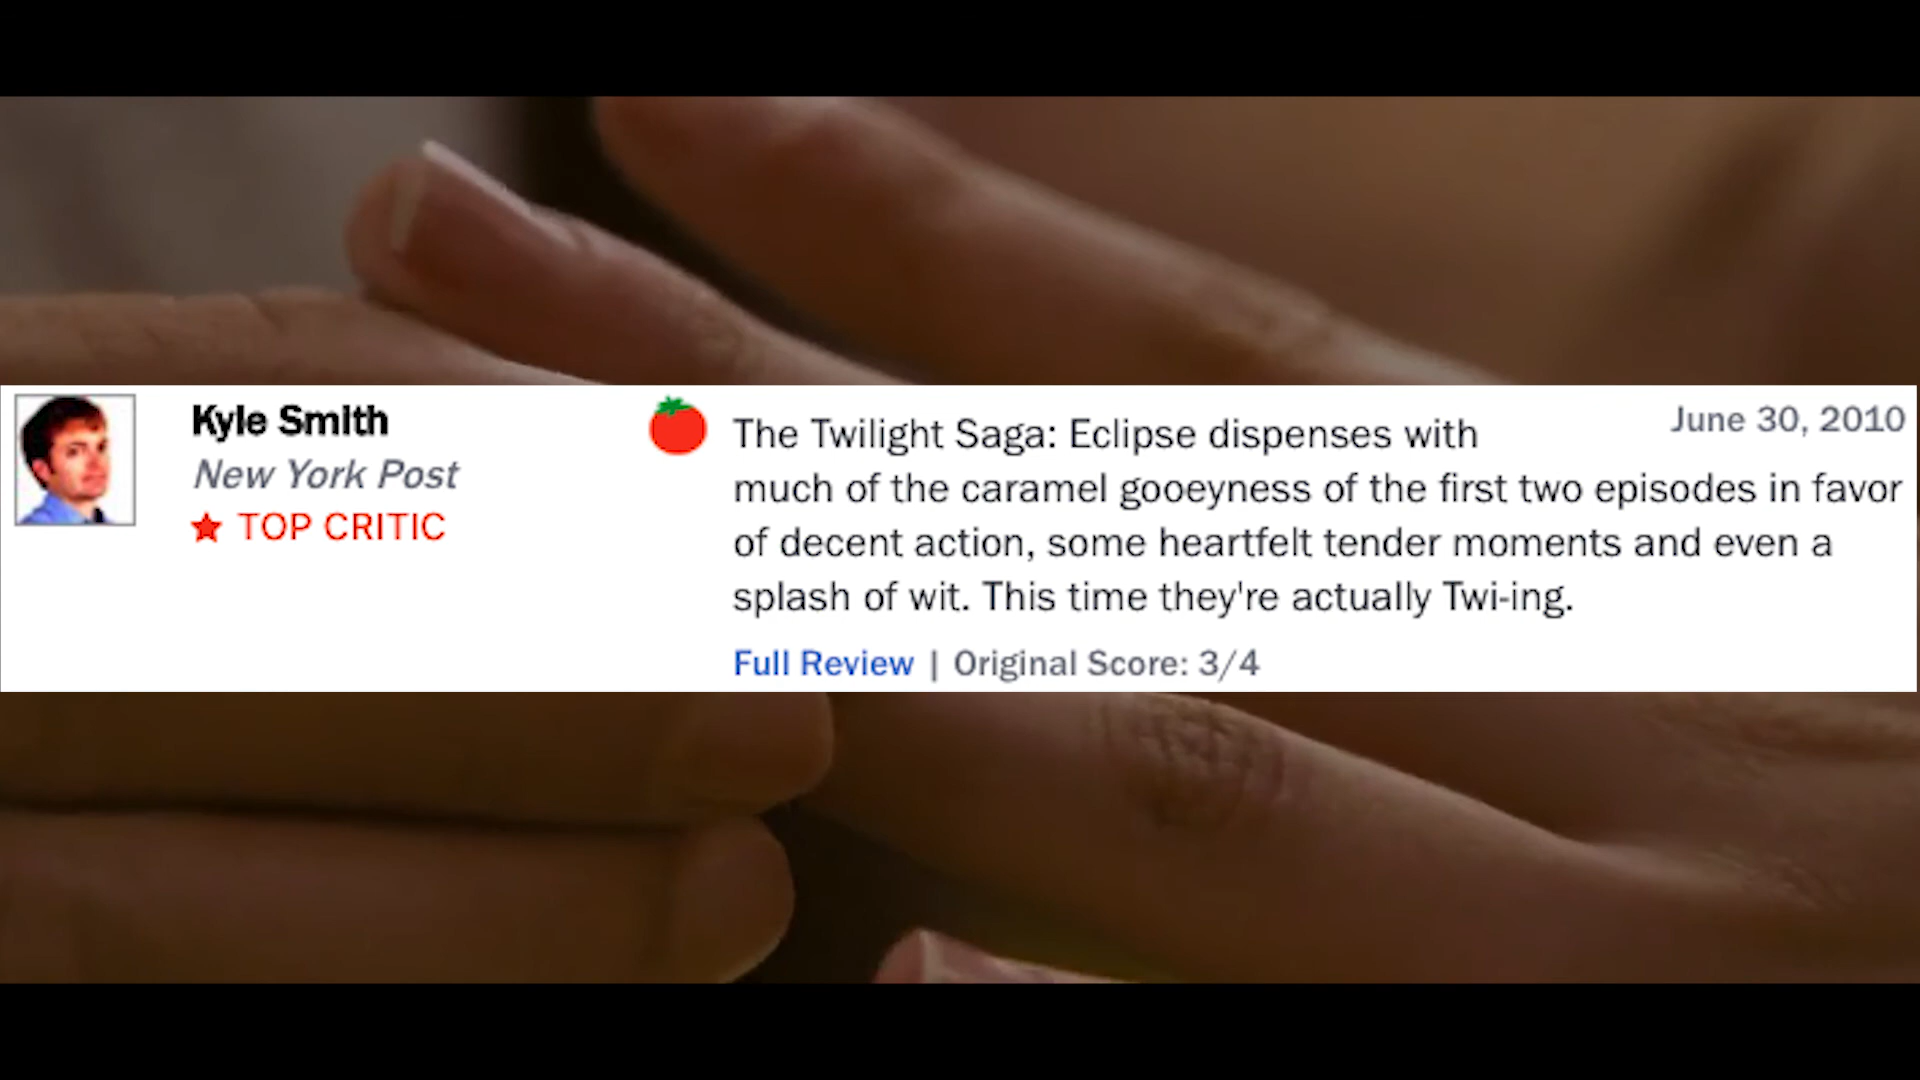 Kyle Smith
New York Post
TOP CRITIC
June 30, 2010
The Twilight Saga: Eclipse dispenses with
much of the caramel gooeyness of the first two episodes in favor
of decent action, some heartfelt tender moments and even a
splash of wit. This time they're actually Twi-ing.
Full Review | Original Score: 3/4